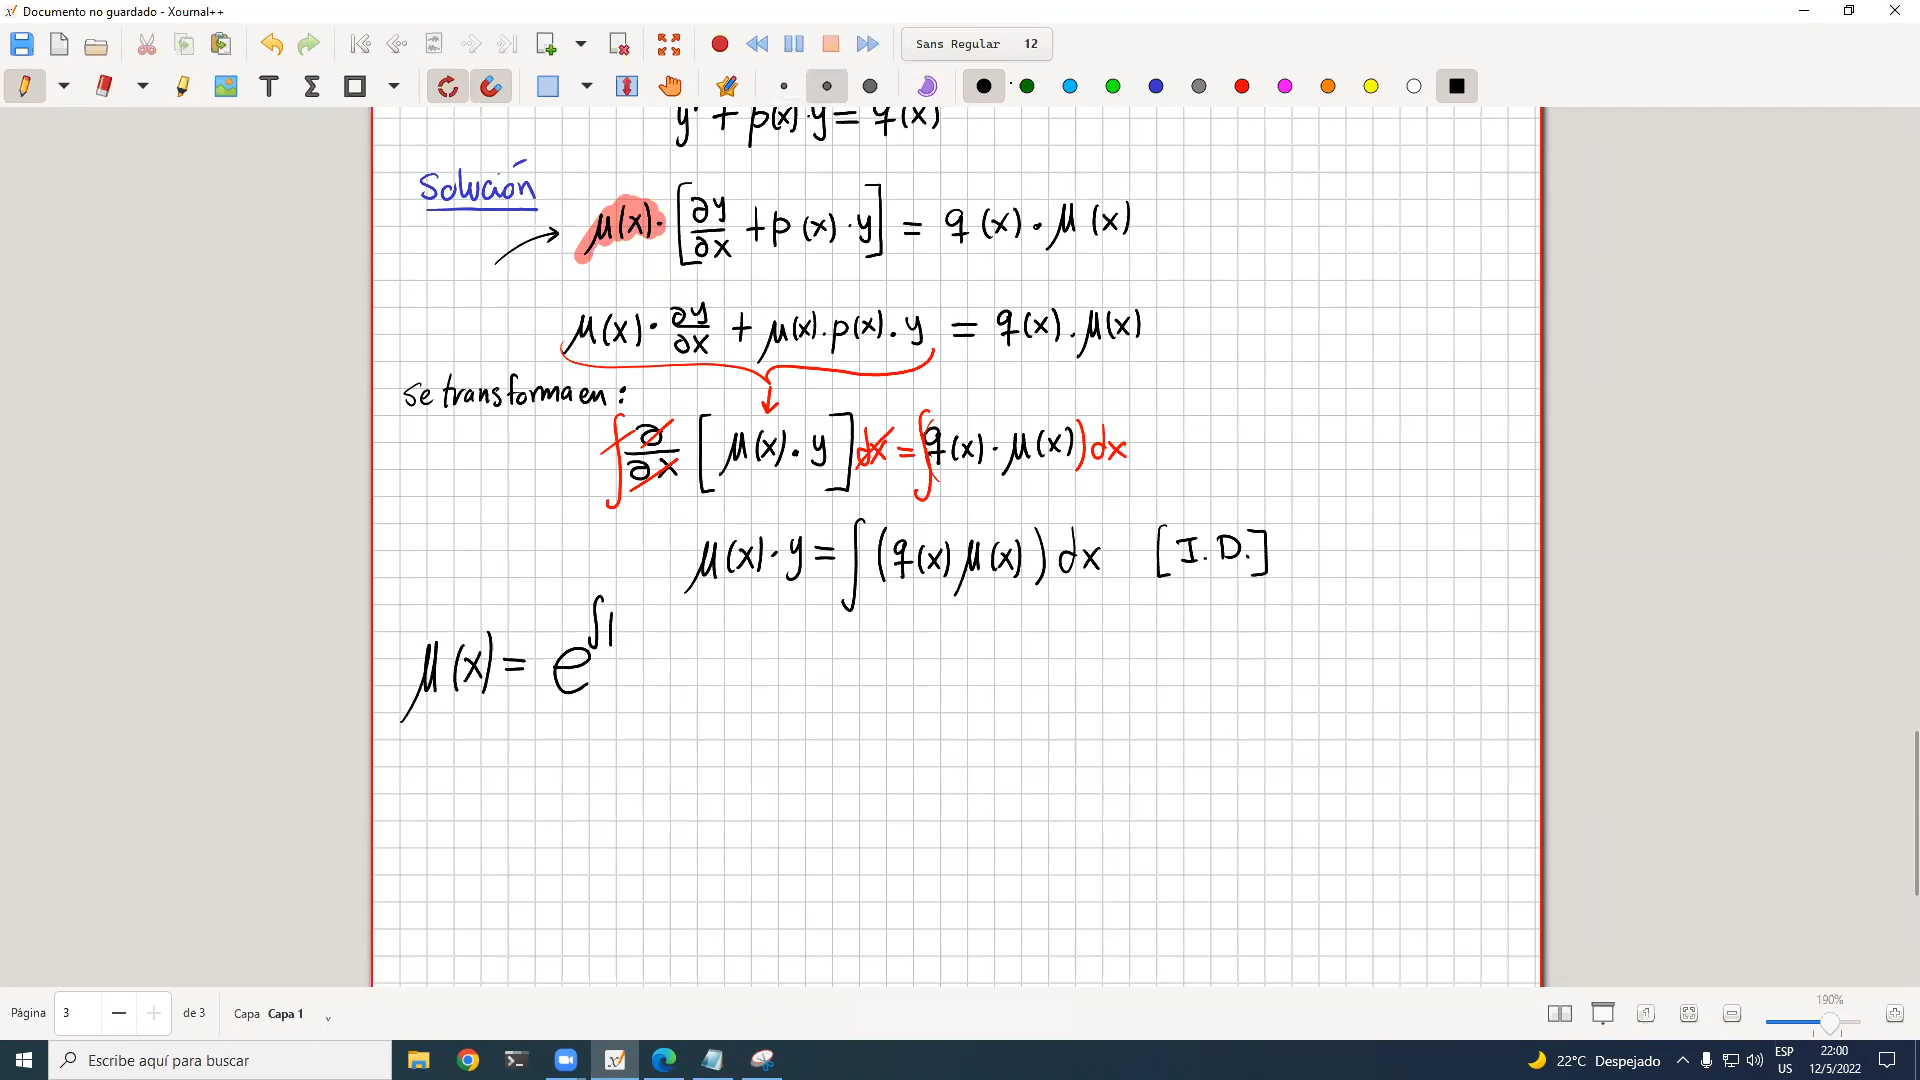 Documento no guardado - Xournal++
Sans Regular 12
y' + p(x)·y = q(x)
Solución
μ(x)·[∂y/∂x + p(x)·y] = q(x)·μ(x)
μ(x)·∂y/∂x + μ(x)·p(x)·y = q(x)·μ(x)
se transforma en:
∫ ∂/∂x [μ(x)·y] dx = ∫(q(x)·μ(x)) dx
μ(x)·y = ∫(q(x)μ(x)) dx [I.D.]
μ(x) = e^∫
Página 3 de 3 Capa Capa 1
190%
Escribe aquí para buscar
22°C Despejado
ESP
US
22:00
12/5/2022